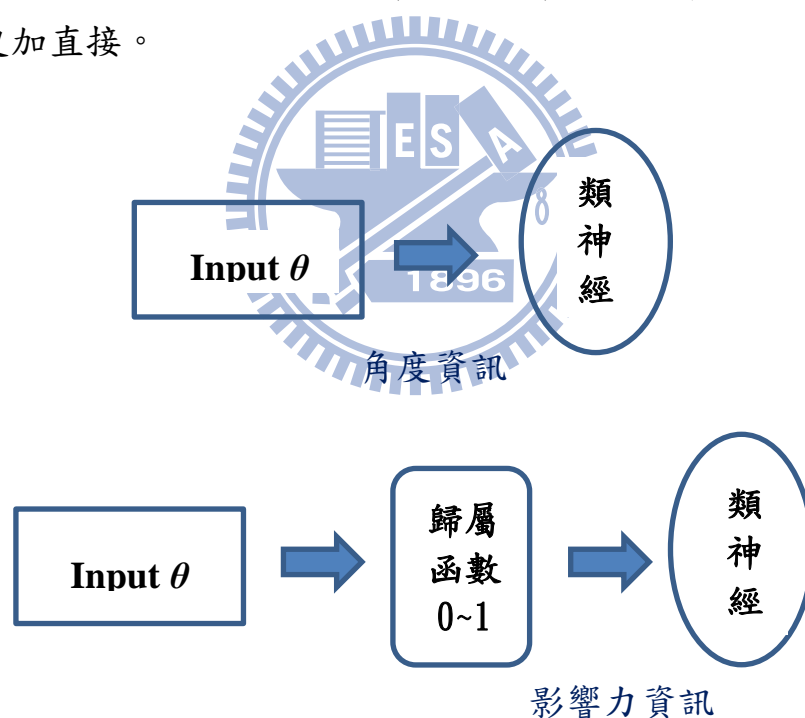 加直接。
E S A
Input θ
類
神
經
8
1896
角度資訊
Input θ
歸屬
函數
0~1
類
神
經
影響力資訊